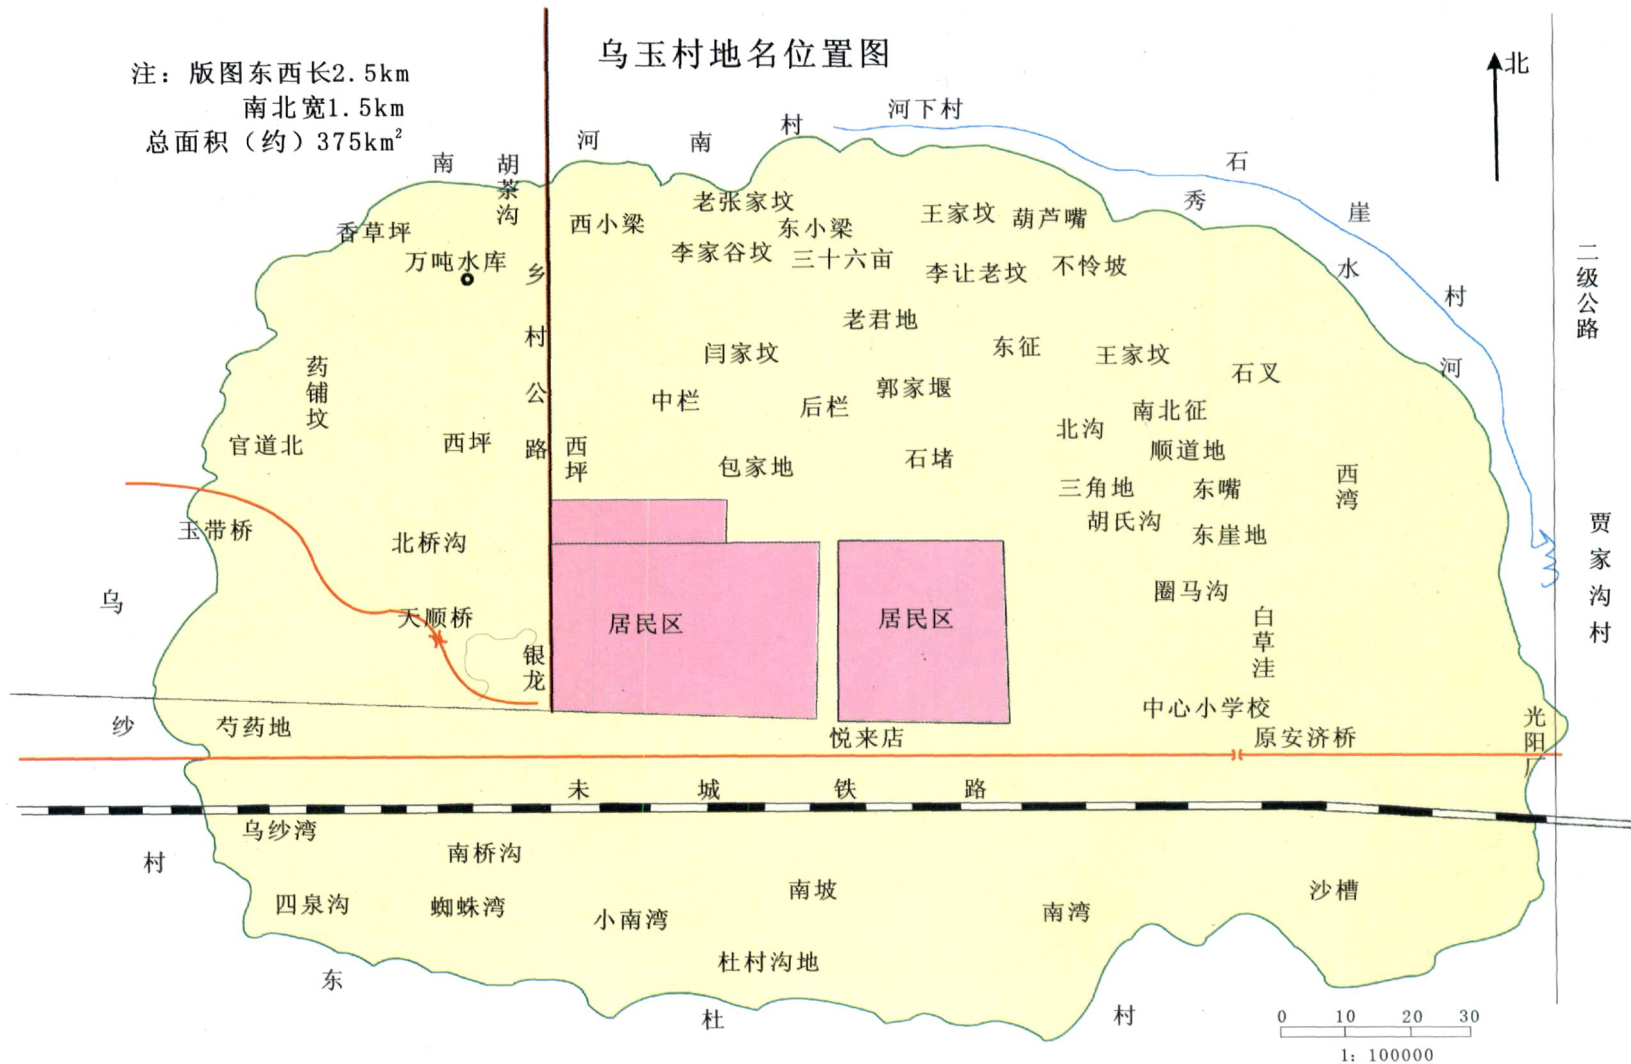 乌玉村地名位置图
注：版图东西长2.5km
南北宽1.5km
总面积（约）375km²
北
河下村
河南村
南
胡茶沟
石崖村
秀水河
二级公路
贾家沟村
香草坪
万吨水库
乡村公路
西小梁
老张家坟
东小梁
王家坟
葫芦嘴
李家谷坟
三十六亩
李让老坟
不怜坡
老君地
闫家坟
东征
王家坟
石叉
药铺坟
中栏
后栏
郭家堰
南北征
北沟
顺道地
官道北
西坪
西坪
包家地
石堵
三角地
东嘴
西湾
胡氏沟
东崖地
玉带桥
北桥沟
圈马沟
天顺桥
居民区
居民区
白草洼
银龙
乌纱村
芍药地
中心小学校
悦来店
原安济桥
光阳厂
未城铁路
乌纱湾
南桥沟
四泉沟
蜘蛛湾
小南湾
南坡
南湾
沙槽
杜村沟地
东杜村
0 10 20 30
1: 100000